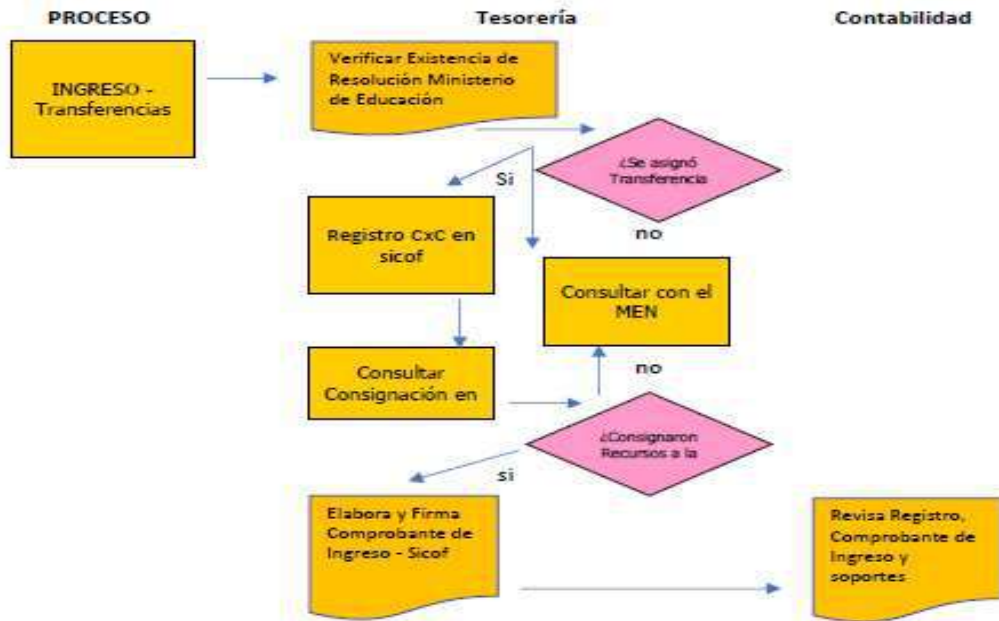 PROCESO
Tesorería
Contabilidad
INGRESO -
Transferencias
Verificar Existencia de
Resolución Ministerio
de Educación
¿Se asignó
Transferencia
Si
no
Registro CxC en
sicof
Consultar con el
MEN
Consultar
Consignación en
no
¿Consignaron
Recursos a la
si
Elabora y Firma
Comprobante de
Ingreso - Sicof
Revisa Registro,
Comprobante de
Ingreso y
soportes